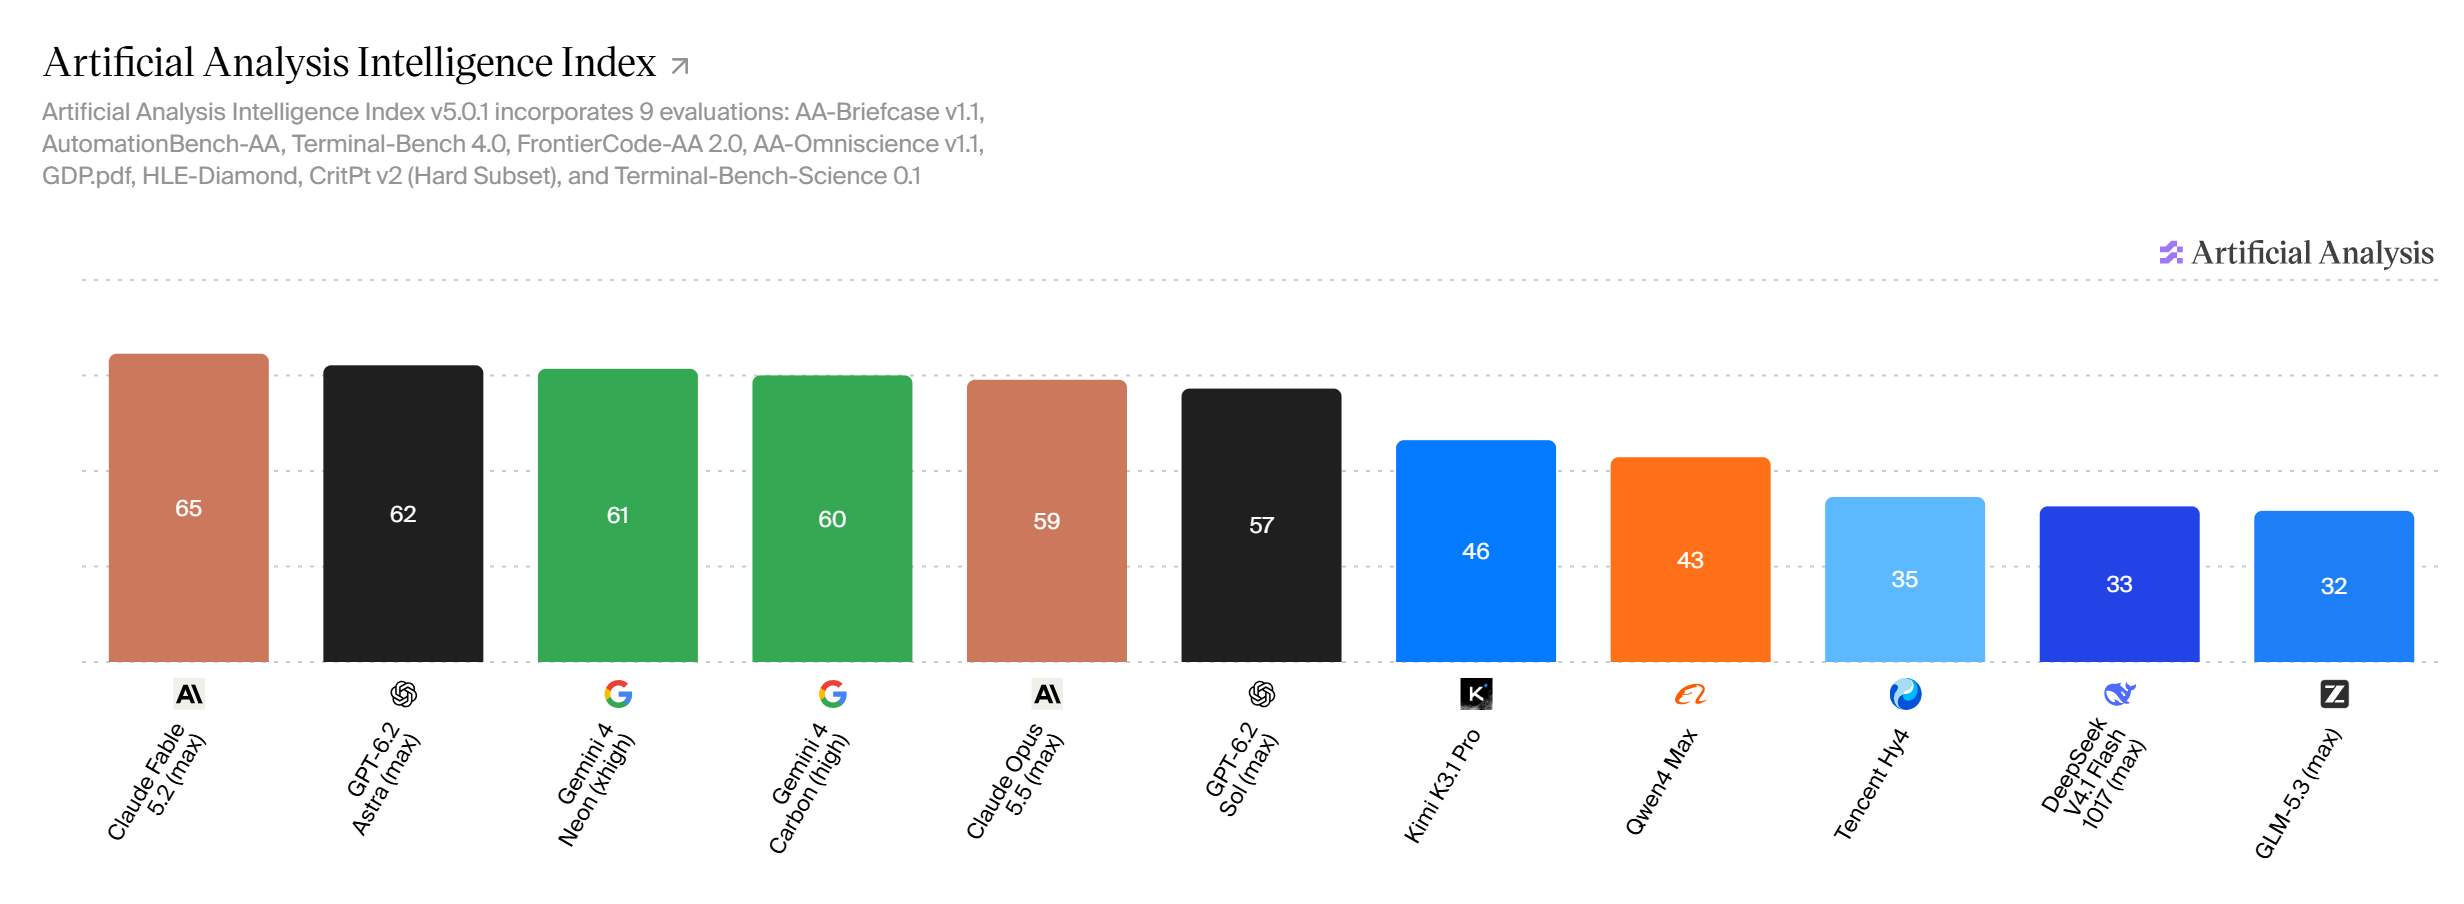 Artificial Analysis Intelligence Index
Artificial Analysis Intelligence Index v5.0.1 incorporates 9 evaluations: AA-Briefcase v1.1,
AutomationBench-AA, Terminal-Bench 4.0, FrontierCode-AA 2.0, AA-Omniscience v1.1,
GDP.pdf, HLE-Diamond, CritPt v2 (Hard Subset), and Terminal-Bench-Science 0.1
Artificial Analysis
65
62
61
60
59
57
46
43
35
33
32
Claude Fable
5.2 (max)
GPT-6.2
Astra (max)
Gemini 4
Neon (xhigh)
Gemini 4
Carbon (high)
Claude Opus
5.5 (max)
GPT-6.2
Sol (max)
Kimi K3.1 Pro
Qwen4 Max
Tencent Hy4
DeepSeek
V4.1 Flash
1017 (max)
GLM-5.3 (max)